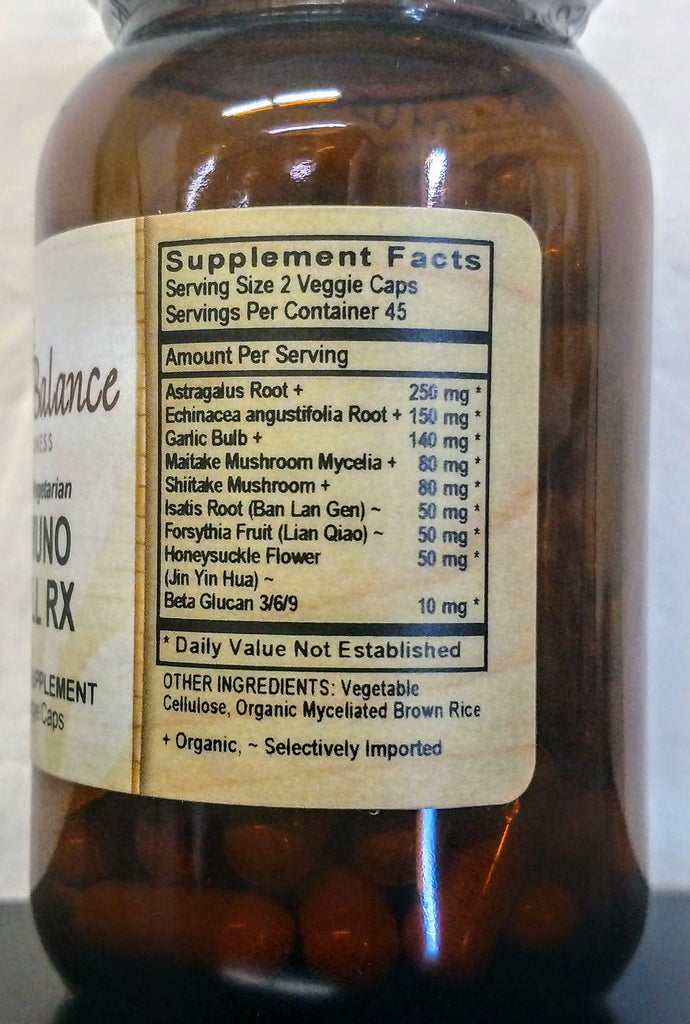 Supplement Facts
Serving Size 2 Veggie Caps
Servings Per Container 45
Amount Per Serving
Astragalus Root + 250 mg *
Echinacea angustifolia Root + 150 mg *
Garlic Bulb + 140 mg *
Maitake Mushroom Mycelia + 80 mg *
Shiitake Mushroom + 80 mg *
Isatis Root (Ban Lan Gen) ~ 50 mg *
Forsythia Fruit (Lian Qiao) ~ 50 mg *
Honeysuckle Flower 50 mg *
(Jin Yin Hua) ~
Beta Glucan 3/6/9 10 mg *
* Daily Value Not Established
OTHER INGREDIENTS: Vegetable
Cellulose, Organic Myceliated Brown Rice
+ Organic, ~ Selectively Imported
Balance
NESS
getarian
UNO
LL RX
PPLEMENT
Caps